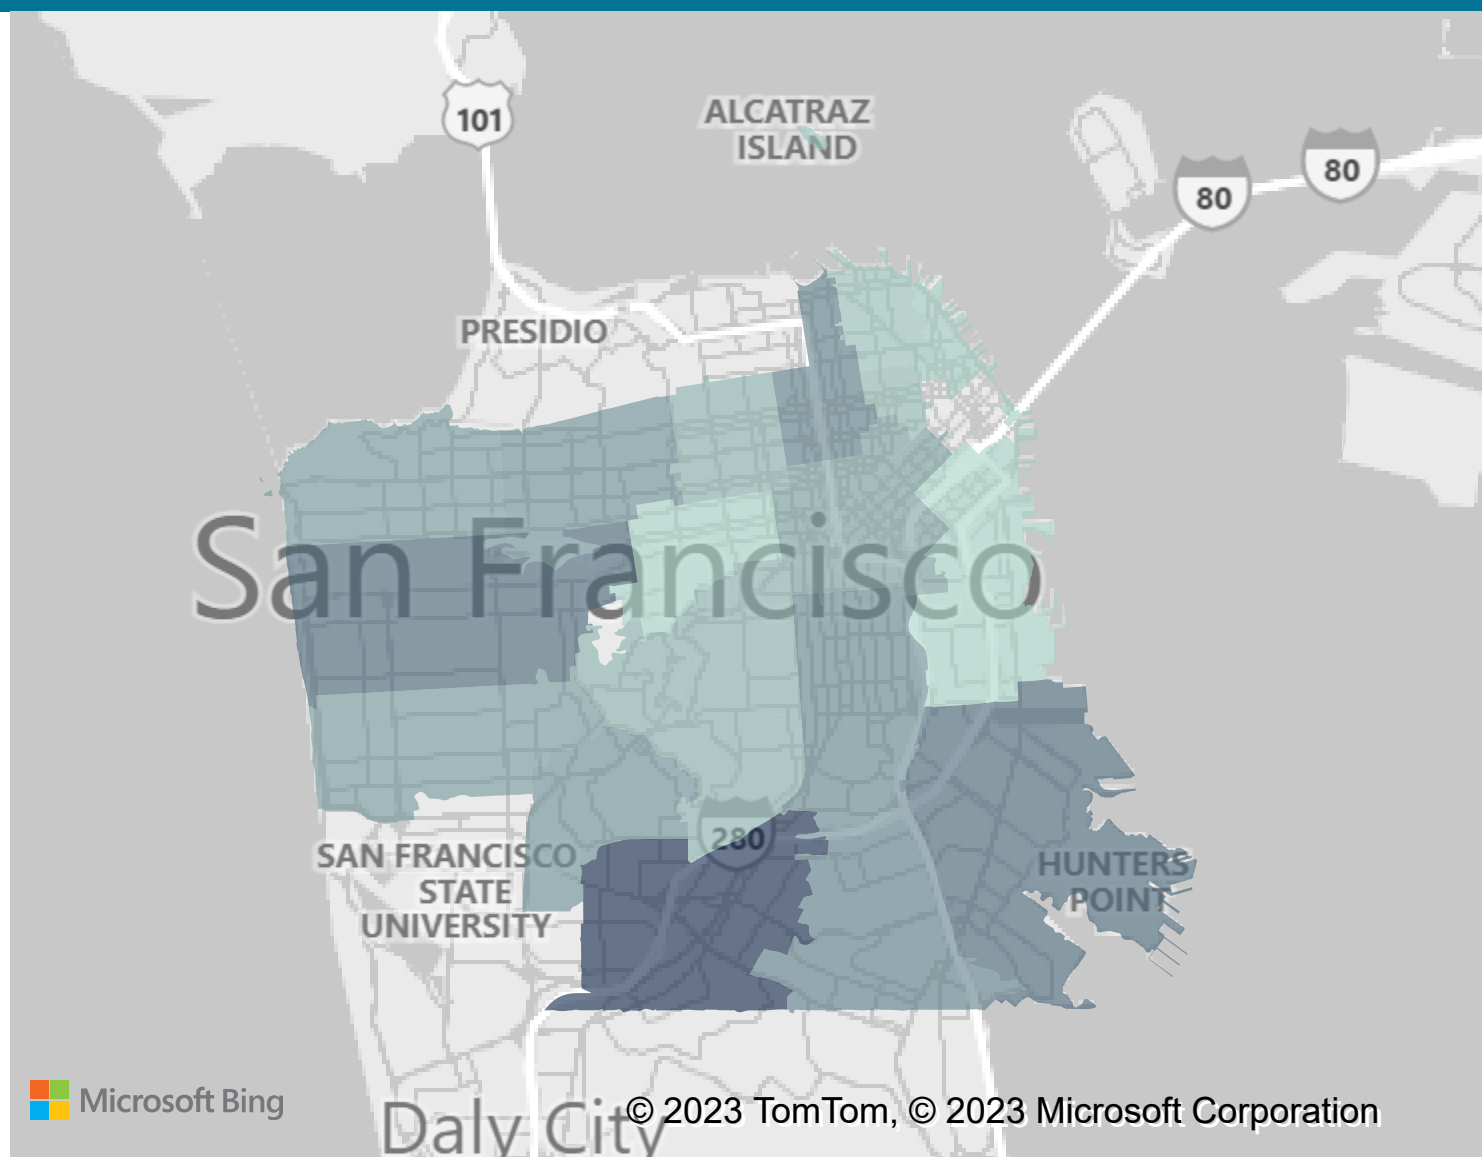 101
ALCATRAZ
ISLAND
80
80
PRESIDIO
San Francisco
280
SAN FRANCISCO
STATE
UNIVERSITY
HUNTERS
POINT
Microsoft Bing
Daly City
© 2023 TomTom, © 2023 Microsoft Corporation